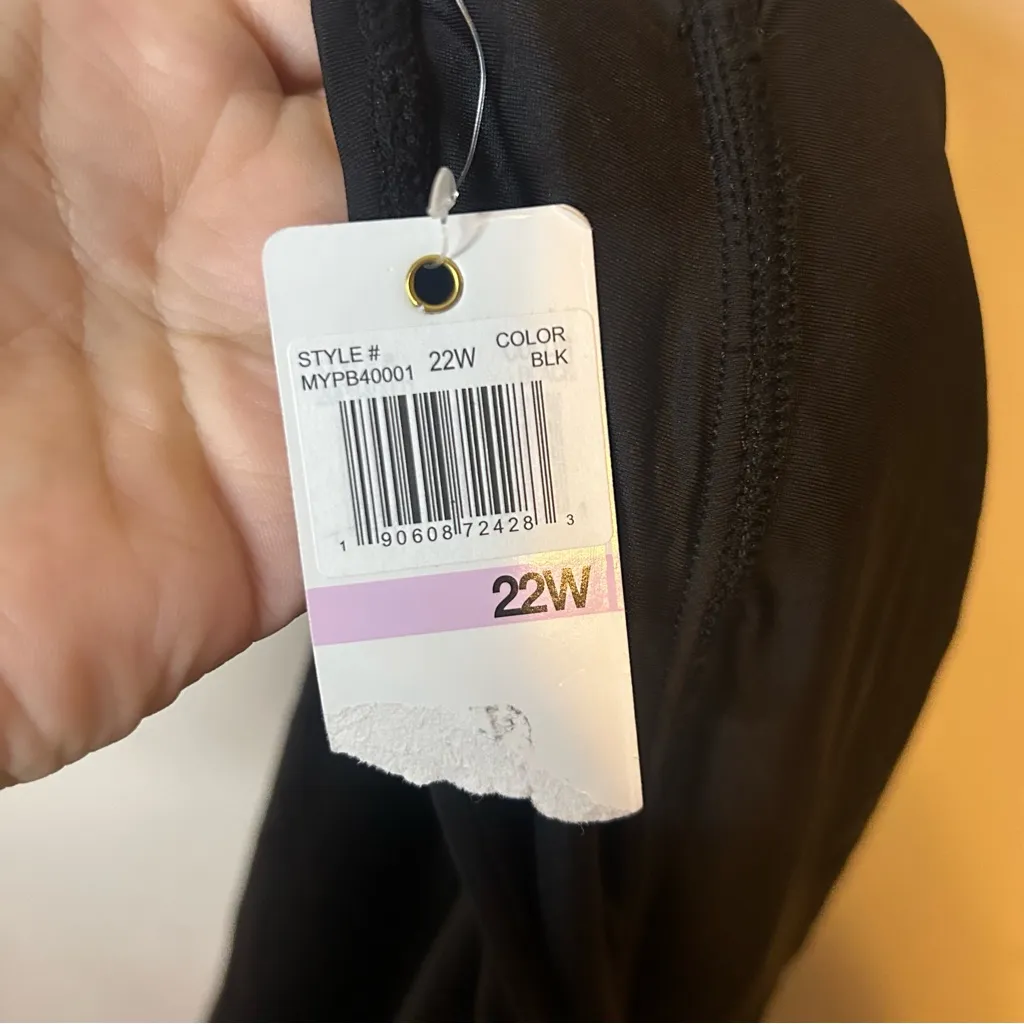 STYLE #
MYPB40001
22W
COLOR
BLK
1 90608 72428 3
22W